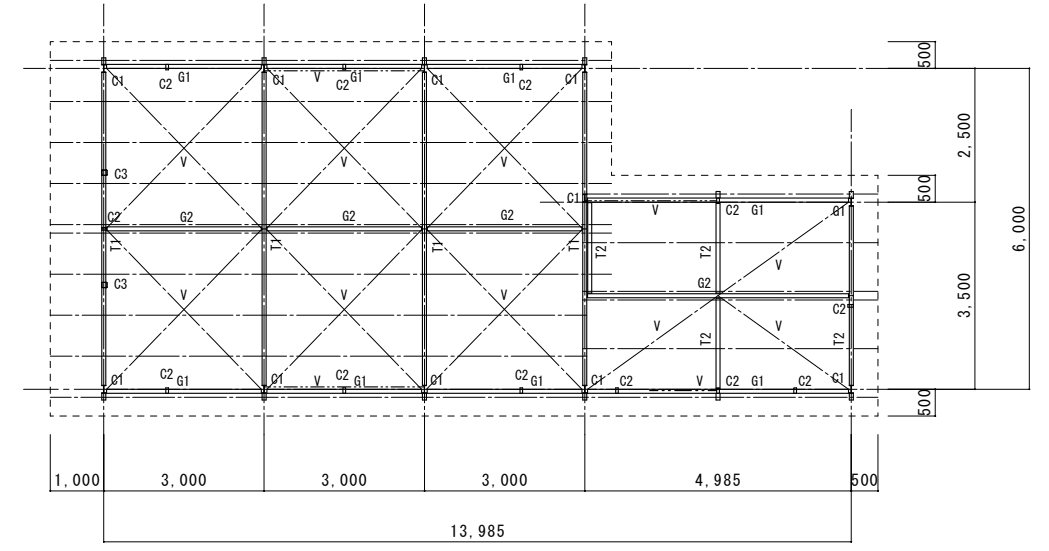 500
C1 C2 G1 C1 V C2 G1 C1 G1 C2 C1
2,500
V V V
C3
500
C2 G2 G2 G2 C1 V C2 G1 G1
T1 T1 T1 T1 T2 T2 V
6,000
C3 G2
3,500
V V V V V C2
T2 T2
C1 C2 G1 C1 V C2 G1 C1 C2 G1 C1 C2 V C2 G1 C1
500
1,000 3,000 3,000 3,000 4,985 500
13,985